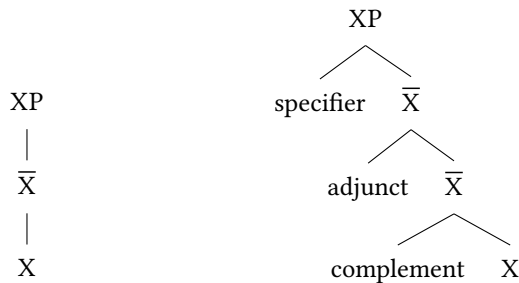 XP
specifier X̅
XP
X̅
adjunct X̅
X
complement X